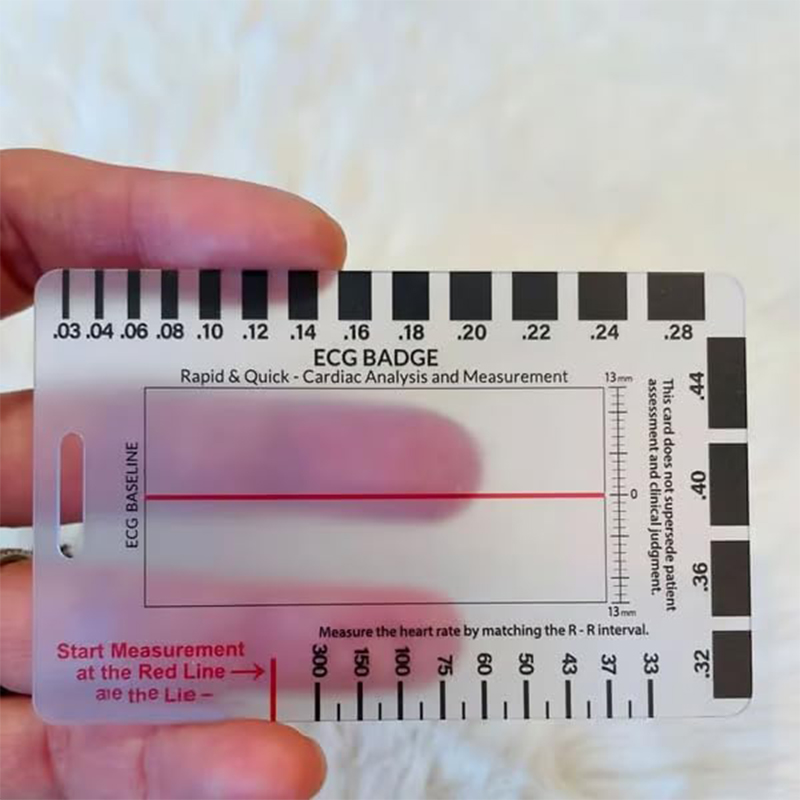 .03 .04 .06 .08 .10 .12 .14 .16 .18 .20 .22 .24 .28
ECG BADGE
Rapid & Quick - Cardiac Analysis and Measurement
13mm
0
13mm
ECG BASELINE
This card does not supersede patient
assessment and clinical judgment.
.44
.40
.36
.32
Measure the heart rate by matching the R - R interval.
Start Measurement
at the Red Line
are the Lie –
300 150 100 75 60 50 43 37 33